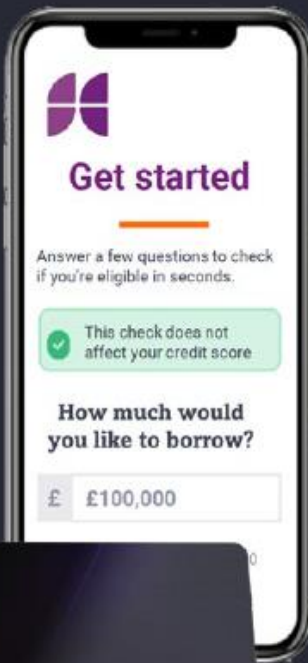 Get started
Answer a few questions to check
if you're eligible in seconds.
This check does not
affect your credit score
How much would
you like to borrow?
£ £100,000